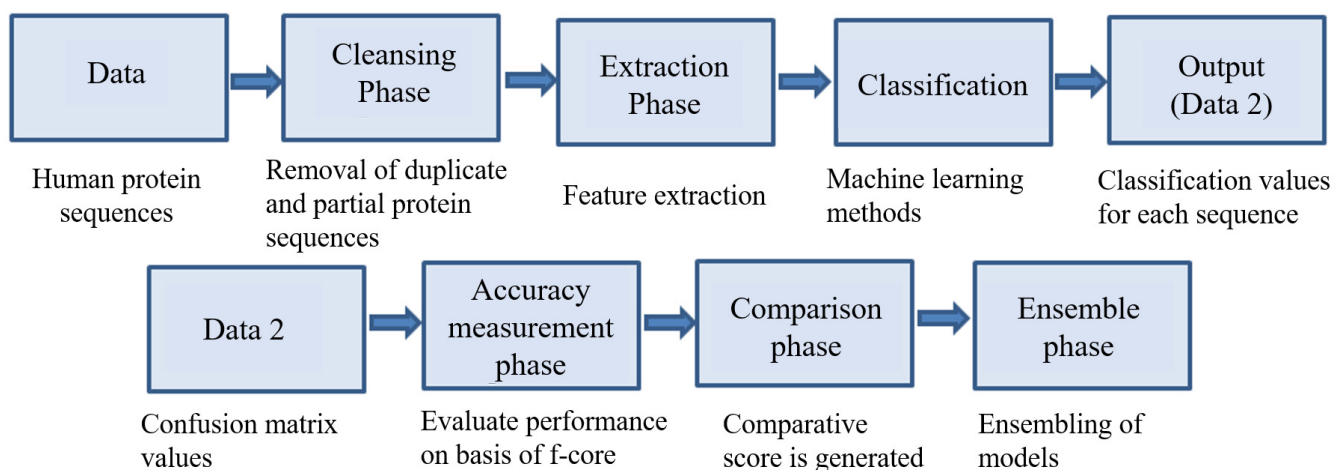 Data
Cleansing
Phase
Extraction
Phase
Classification
Output
(Data 2)
Human protein
sequences
Removal of duplicate
and partial protein
sequences
Feature extraction
Machine learning
methods
Classification values
for each sequence
Data 2
Accuracy
measurement
phase
Comparison
phase
Ensemble
phase
Confusion matrix
values
Evaluate performance
on basis of f-core
Comparative
score is generated
Ensembling of
models